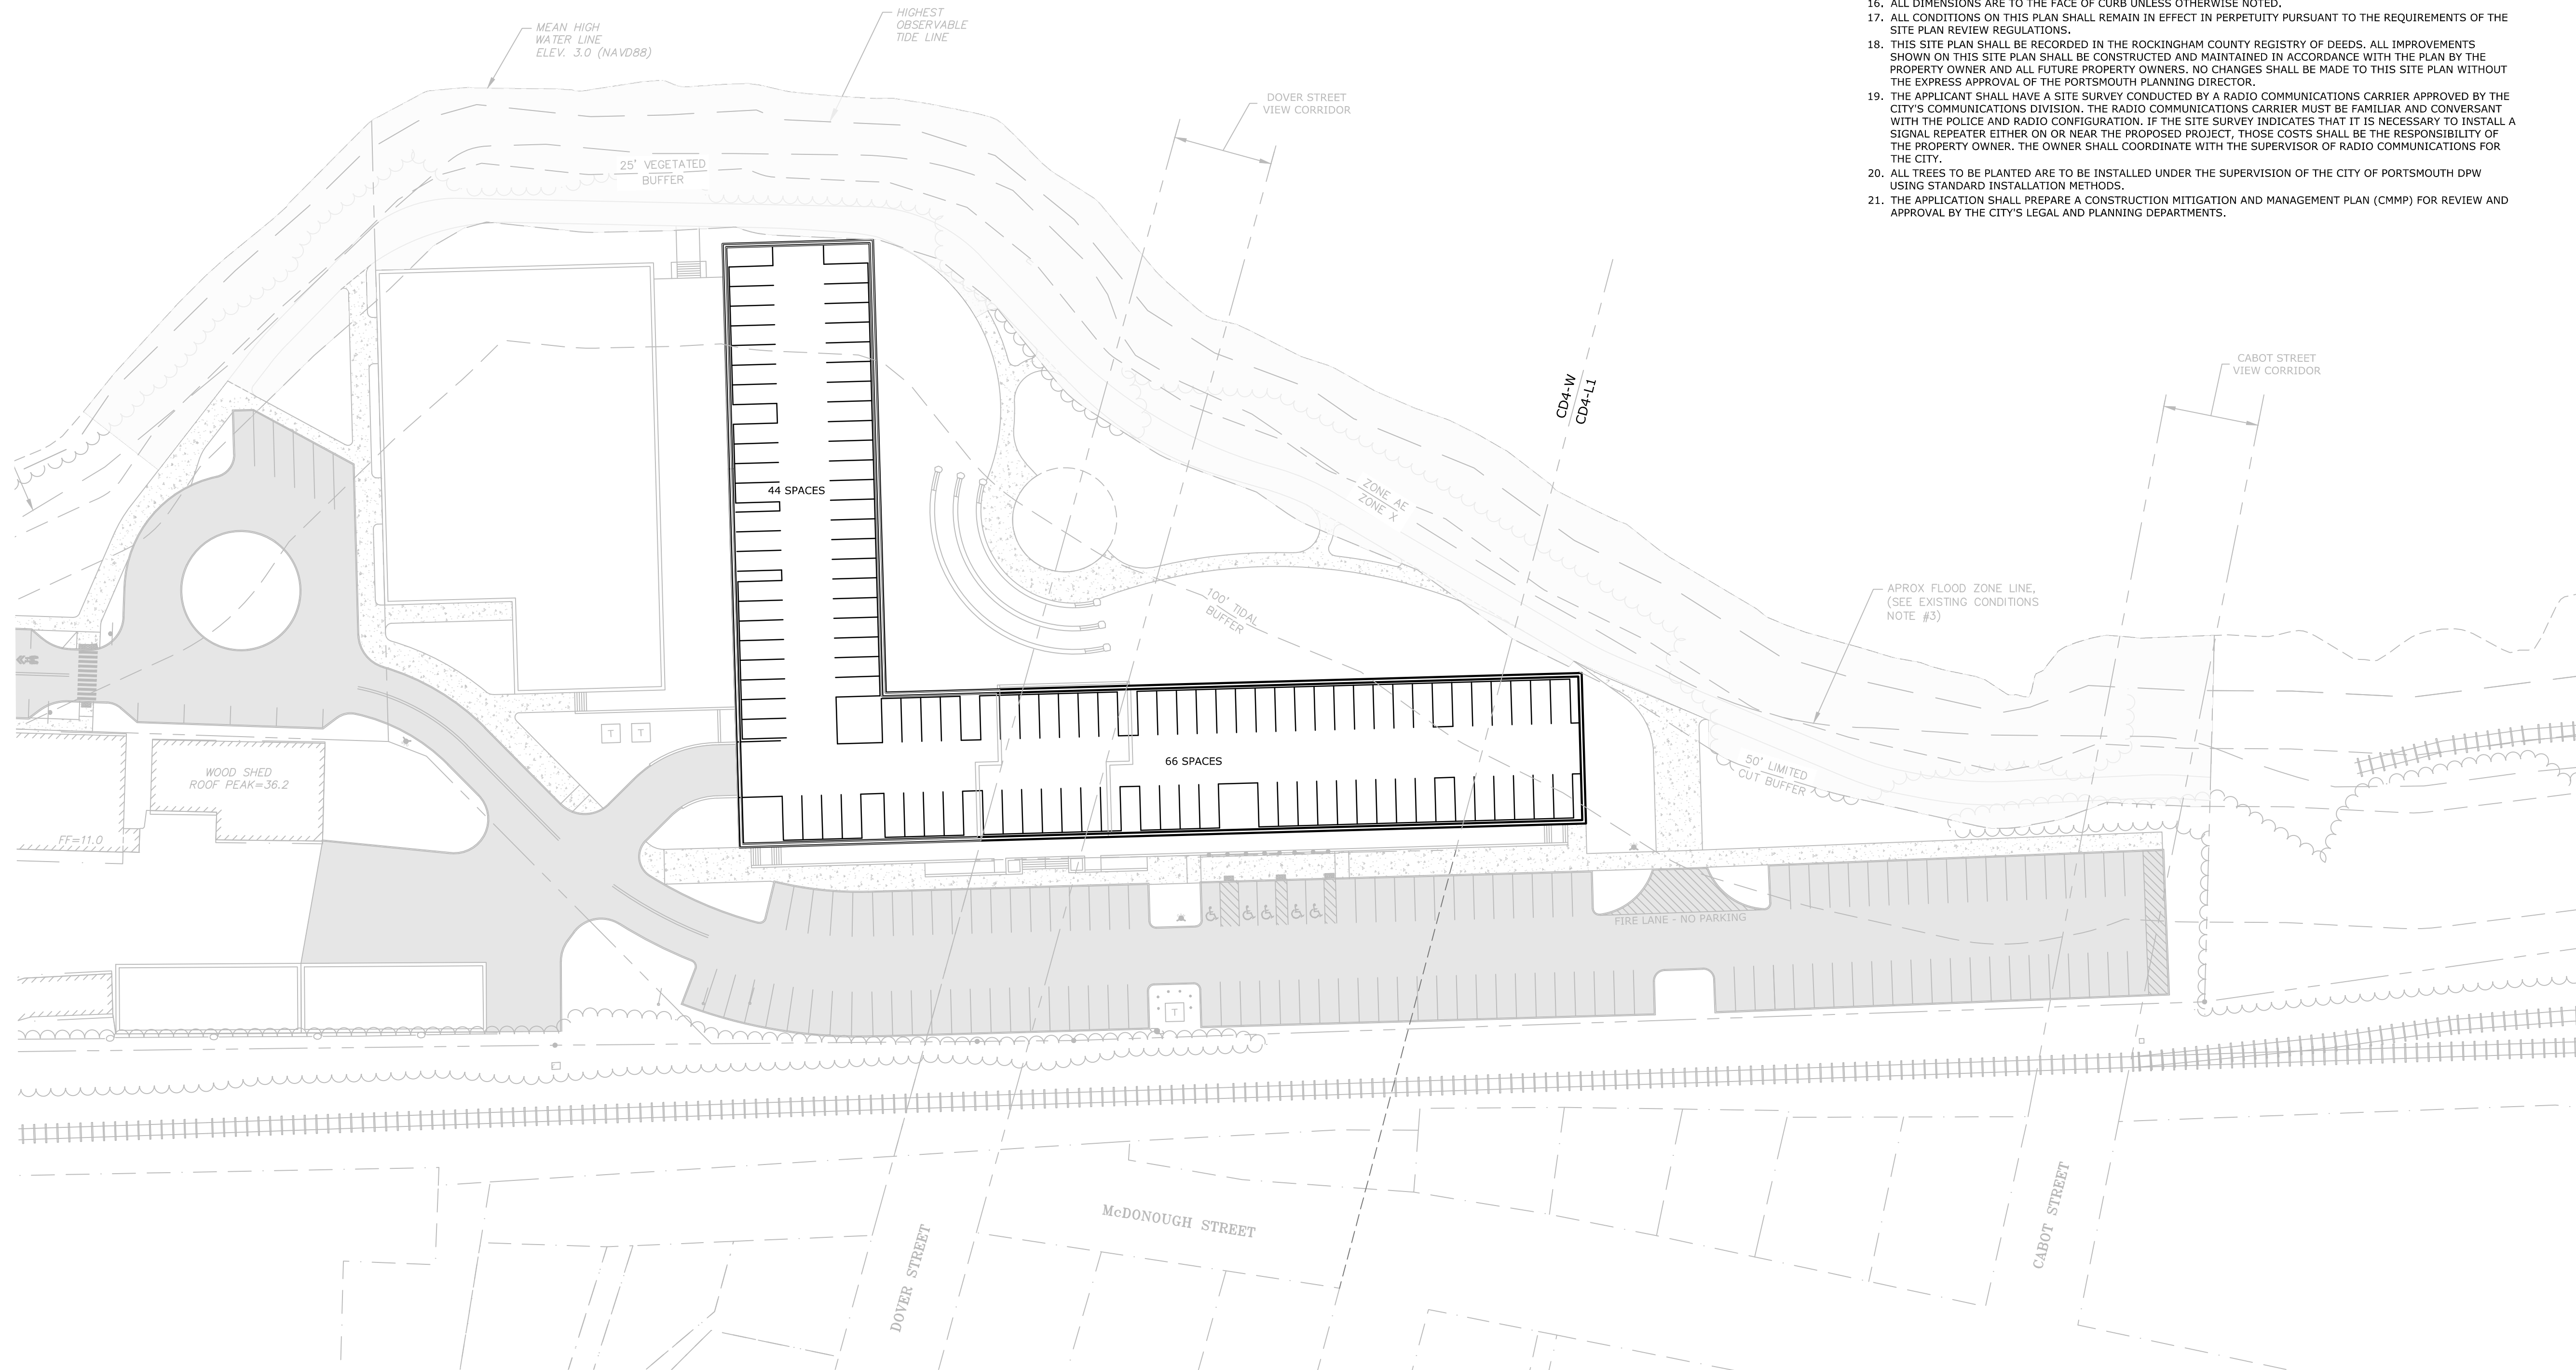 16. ALL DIMENSIONS ARE TO THE FACE OF CURB UNLESS OTHERWISE NOTED.
17. ALL CONDITIONS ON THIS PLAN SHALL REMAIN IN EFFECT IN PERPETUITY PURSUANT TO THE REQUIREMENTS OF THE
SITE PLAN REVIEW REGULATIONS.
18. THIS SITE PLAN SHALL BE RECORDED IN THE ROCKINGHAM COUNTY REGISTRY OF DEEDS. ALL IMPROVEMENTS
SHOWN ON THIS SITE PLAN SHALL BE CONSTRUCTED AND MAINTAINED IN ACCORDANCE WITH THE PLAN BY THE
PROPERTY OWNER AND ALL FUTURE PROPERTY OWNERS. NO CHANGES SHALL BE MADE TO THIS SITE PLAN WITHOUT
THE EXPRESS APPROVAL OF THE PORTSMOUTH PLANNING DIRECTOR.
19. THE APPLICANT SHALL HAVE A SITE SURVEY CONDUCTED BY A RADIO COMMUNICATIONS CARRIER APPROVED BY THE
CITY'S COMMUNICATIONS DIVISION. THE RADIO COMMUNICATIONS CARRIER MUST BE FAMILIAR AND CONVERSANT
WITH THE POLICE AND RADIO CONFIGURATION. IF THE SITE SURVEY INDICATES THAT IT IS NECESSARY TO INSTALL A
SIGNAL REPEATER EITHER ON OR NEAR THE PROPOSED PROJECT, THOSE COSTS SHALL BE THE RESPONSIBILITY OF
THE PROPERTY OWNER. THE OWNER SHALL COORDINATE WITH THE SUPERVISOR OF RADIO COMMUNICATIONS FOR
THE CITY.
20. ALL TREES TO BE PLANTED ARE TO BE INSTALLED UNDER THE SUPERVISION OF THE CITY OF PORTSMOUTH DPW
USING STANDARD INSTALLATION METHODS.
21. THE APPLICATION SHALL PREPARE A CONSTRUCTION MITIGATION AND MANAGEMENT PLAN (CMMP) FOR REVIEW AND
APPROVAL BY THE CITY'S LEGAL AND PLANNING DEPARTMENTS.
MEAN HIGH
WATER LINE
ELEV. 3.0 (NAVD88)
HIGHEST
OBSERVABLE
TIDE LINE
DOVER STREET
VIEW CORRIDOR
25' VEGETATED
BUFFER
CD4-W
CD4-L1
CABOT STREET
VIEW CORRIDOR
44 SPACES
ZONE AE
ZONE X
100' TIDAL
BUFFER
APROX FLOOD ZONE LINE,
(SEE EXISTING CONDITIONS
NOTE #3)
T
T
66 SPACES
50' LIMITED
CUT BUFFER
WOOD SHED
ROOF PEAK=36.2
FF=11.0
FIRE LANE - NO PARKING
T
McDONOUGH STREET
DOVER STREET
CABOT STREET